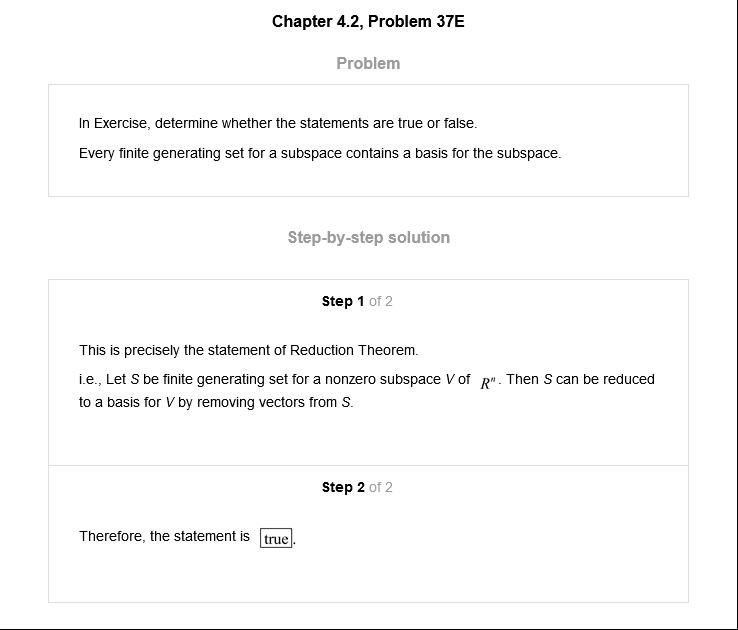 Chapter 4.2, Problem 37E
Problem
In Exercise, determine whether the statements are true or false.
Every finite generating set for a subspace contains a basis for the subspace.
Step-by-step solution
Step 1 of 2
This is precisely the statement of Reduction Theorem.
i.e., Let S be finite generating set for a nonzero subspace V of Rⁿ. Then S can be reduced
to a basis for V by removing vectors from S.
Step 2 of 2
Therefore, the statement is true.